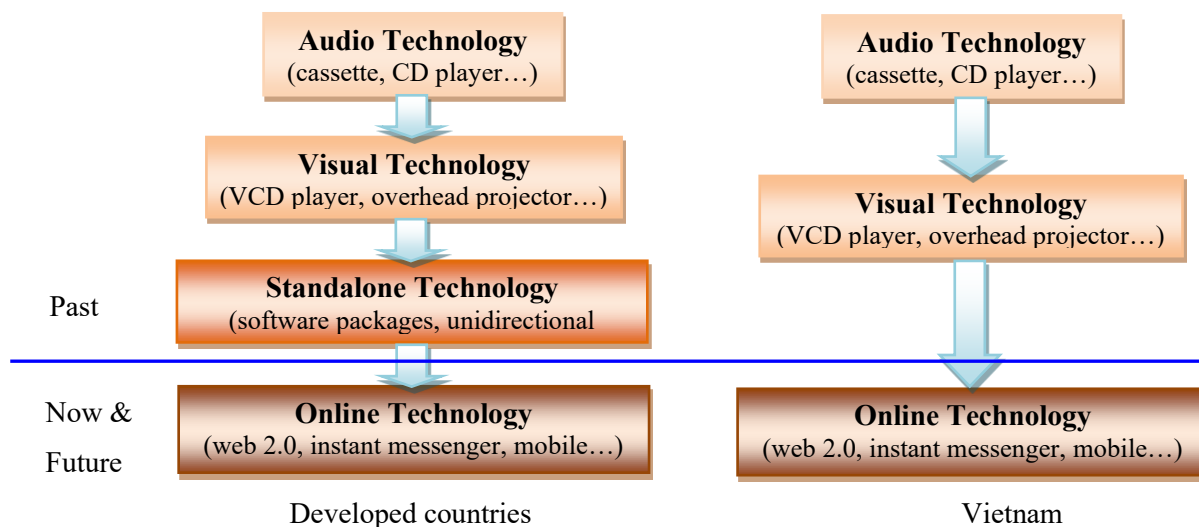 Audio Technology
(cassette, CD player…)
Visual Technology
(VCD player, overhead projector…)
Standalone Technology
(software packages, unidirectional
Online Technology
(web 2.0, instant messenger, mobile…)
Developed countries
Audio Technology
(cassette, CD player…)
Visual Technology
(VCD player, overhead projector…)
Online Technology
(web 2.0, instant messenger, mobile…)
Vietnam
Past
Now &
Future